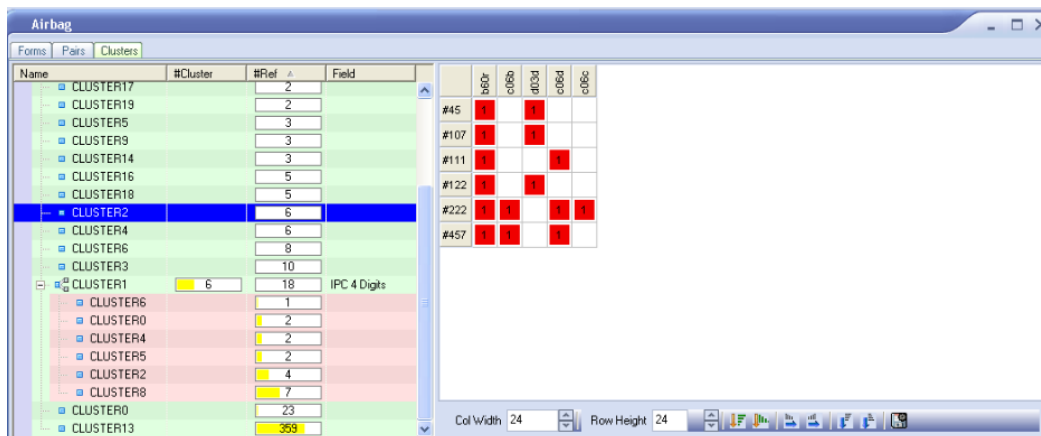 Airbag
Forms Pairs Clusters
Name #Cluster #Ref Field
CLUSTER17 2
CLUSTER19 2
CLUSTER5 3
CLUSTER9 3
CLUSTER14 3
CLUSTER16 5
CLUSTER18 5
CLUSTER2 6
CLUSTER4 6
CLUSTER6 8
CLUSTER3 10
CLUSTER1 6 18 IPC 4 Digits
CLUSTER6 1
CLUSTER0 2
CLUSTER4 2
CLUSTER5 2
CLUSTER2 4
CLUSTER8 7
CLUSTER0 23
CLUSTER13 359
b60r c06b d03d c06d c06c
#45 1 1
#107 1 1
#111 1 1
#122 1 1
#222 1 1 1 1
#457 1 1 1
Col Width 24 Row Height 24